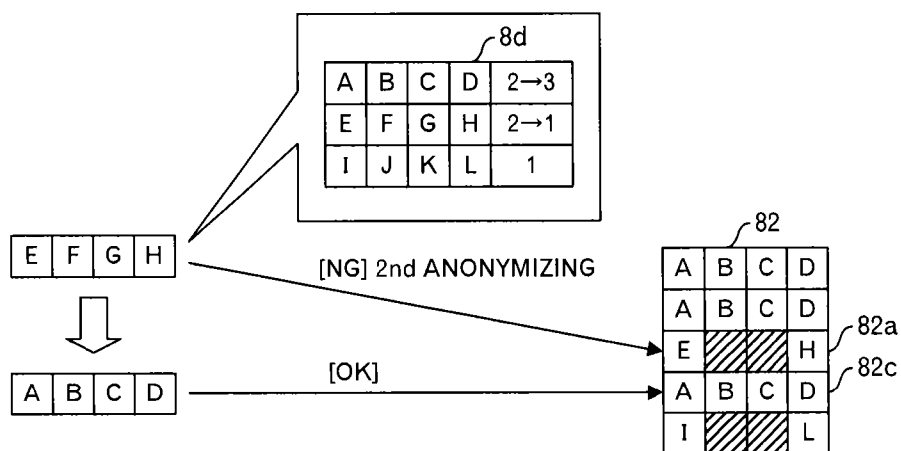 8d
A B C D 2→3
E F G H 2→1
I J K L 1
E F G H
[NG] 2nd ANONYMIZING
A B C D
[OK]
82
A B C D
A B C D
E H 82a
A B C D 82c
I L